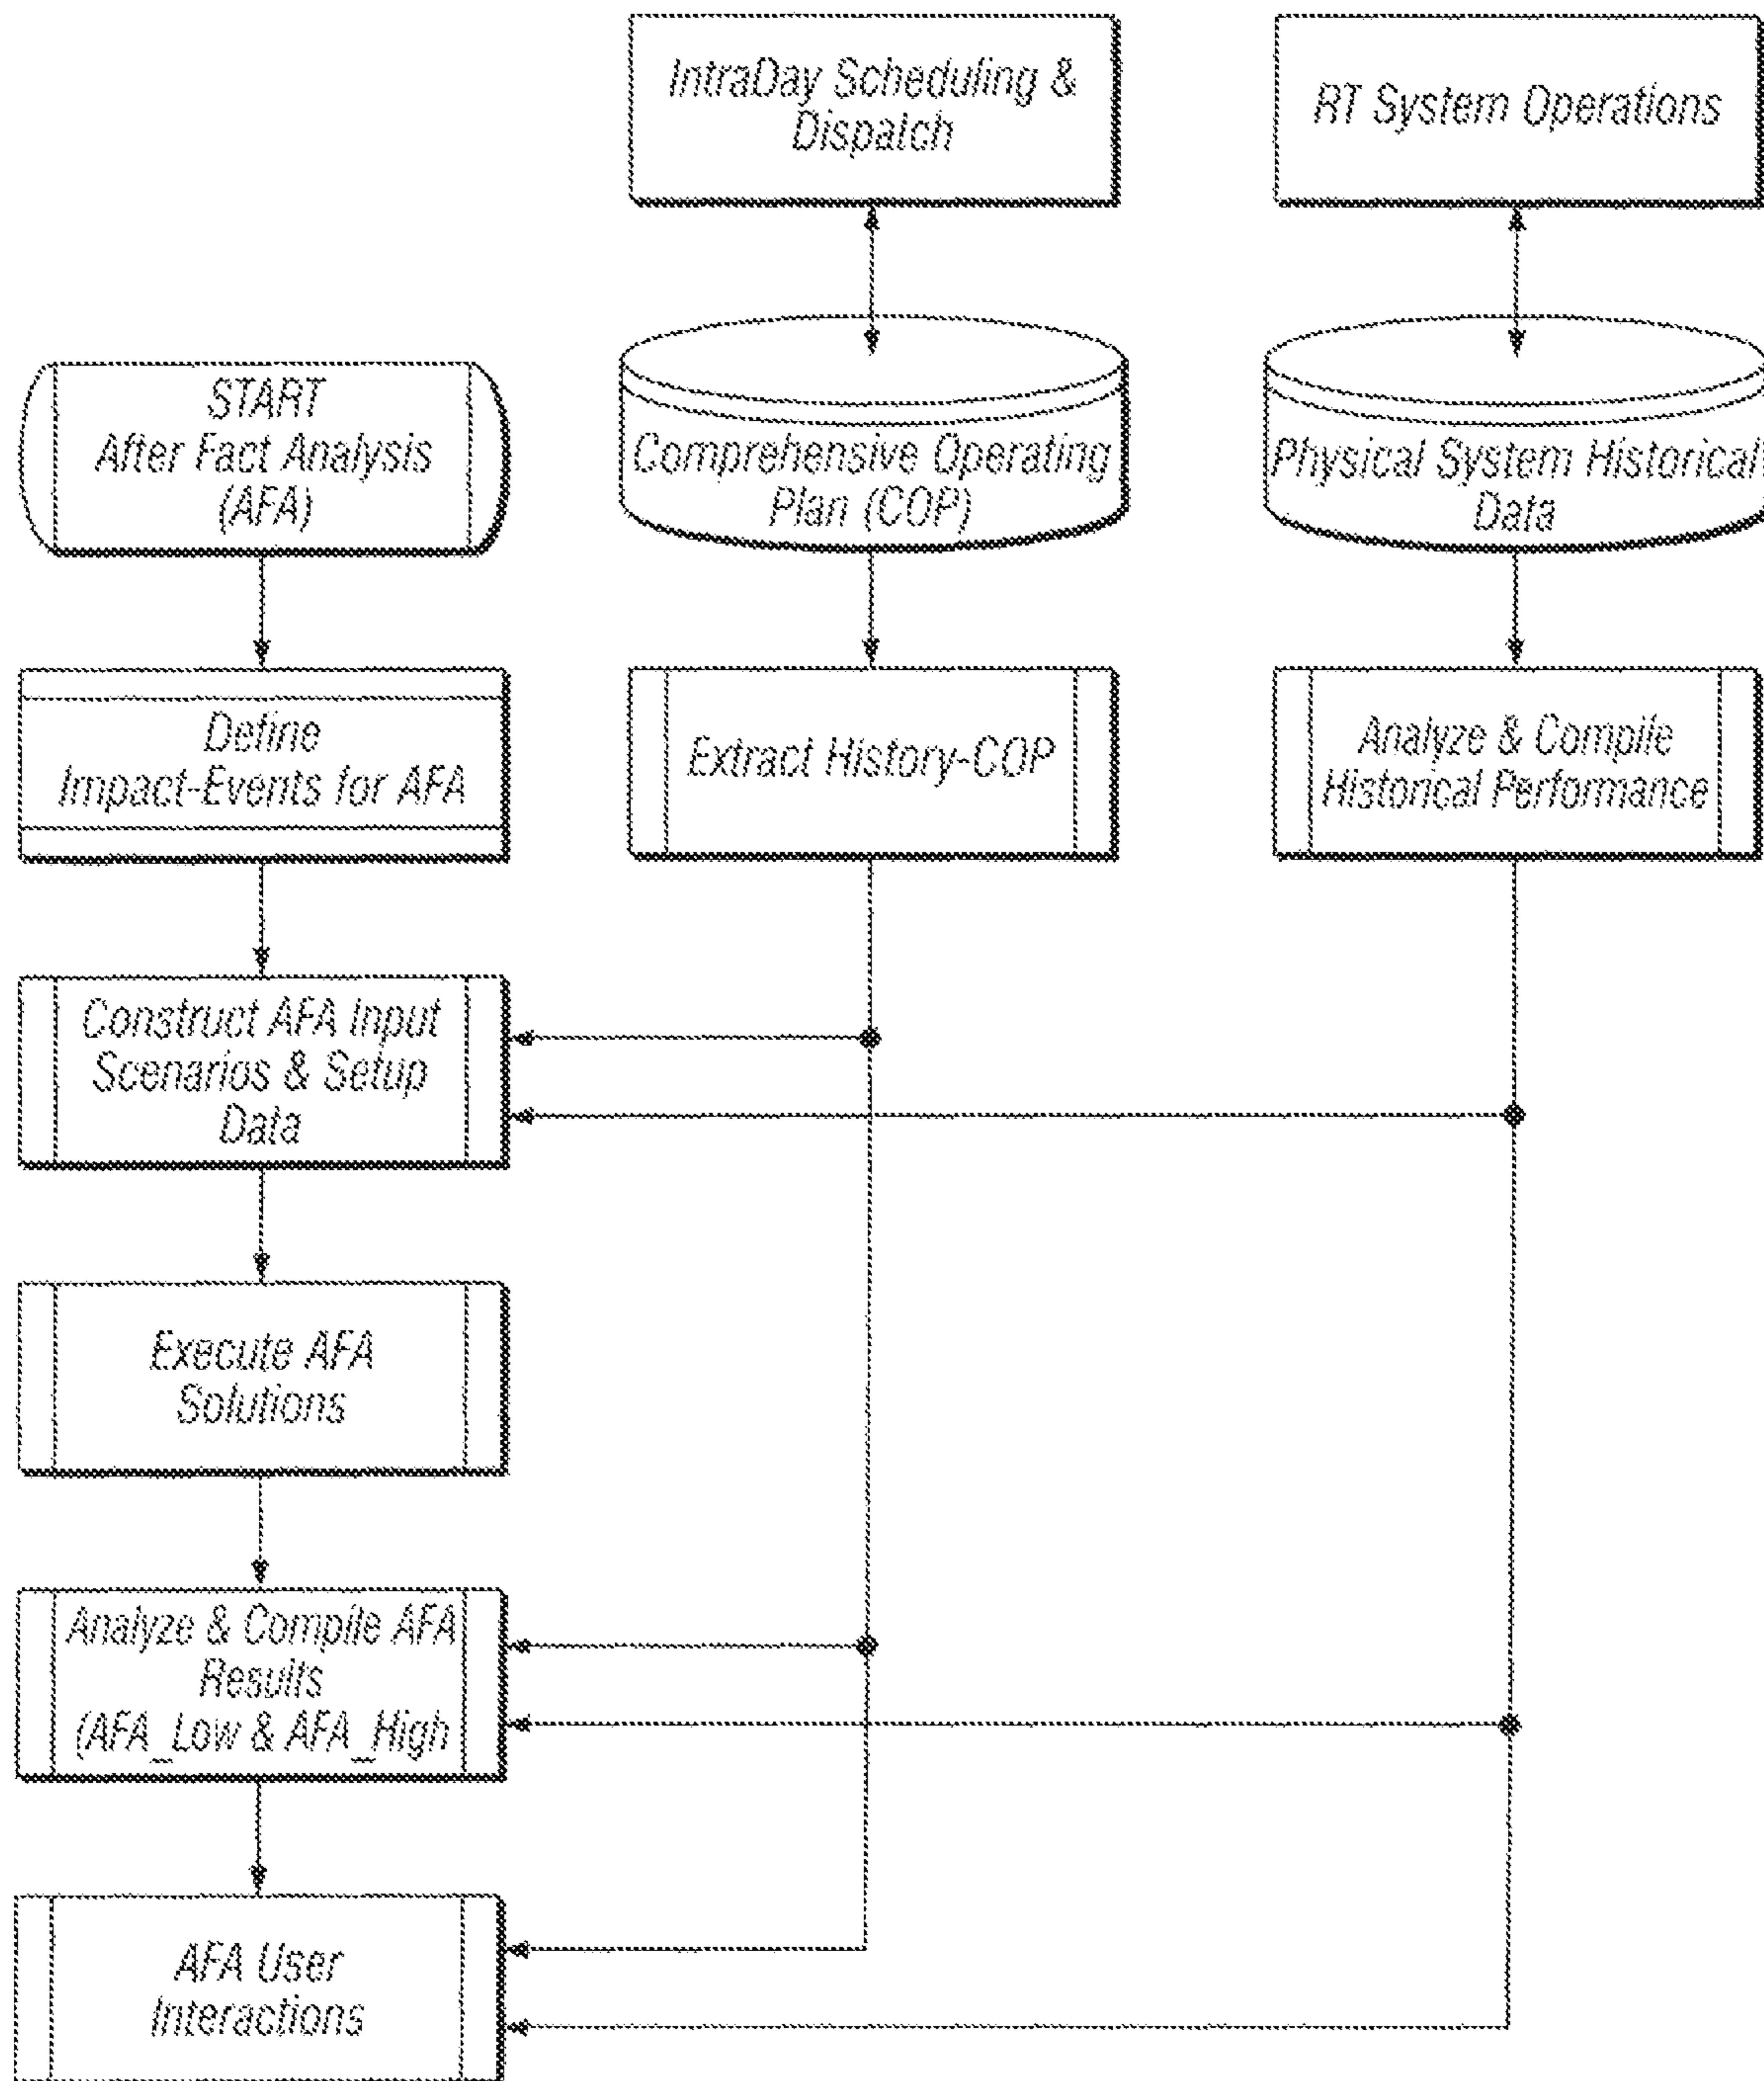 IntraDay Scheduling &
Dispatch
RT System Operations
START
After Fact Analysis
(AFA)
Comprehensive Operating
Plan (COP)
Physical System Historical
Data
Define
Impact-Events for AFA
Extract History-COP
Analyze & Compile
Historical Performance
Construct AFA Input
Scenarios & Setup
Data
Execute AFA
Solutions
Analyze & Compile AFA
Results
(AFA_Low & AFA_High
AFA User
Interactions